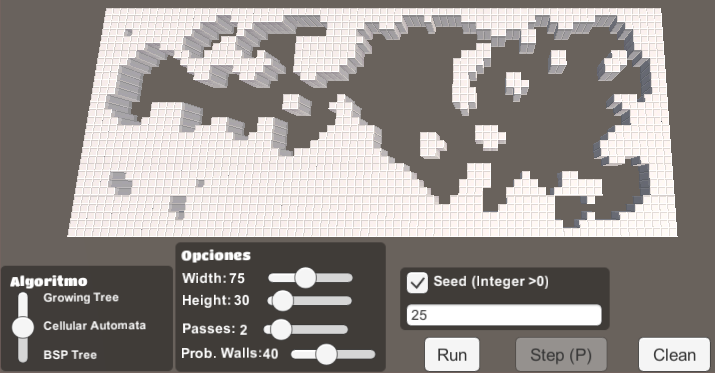 Algoritmo
Growing Tree
Cellular Automata
BSP Tree
Opciones
Width: 75
Height: 30
Passes: 2
Prob. Walls:40
Seed (Integer >0)
25
Run
Step (P)
Clean